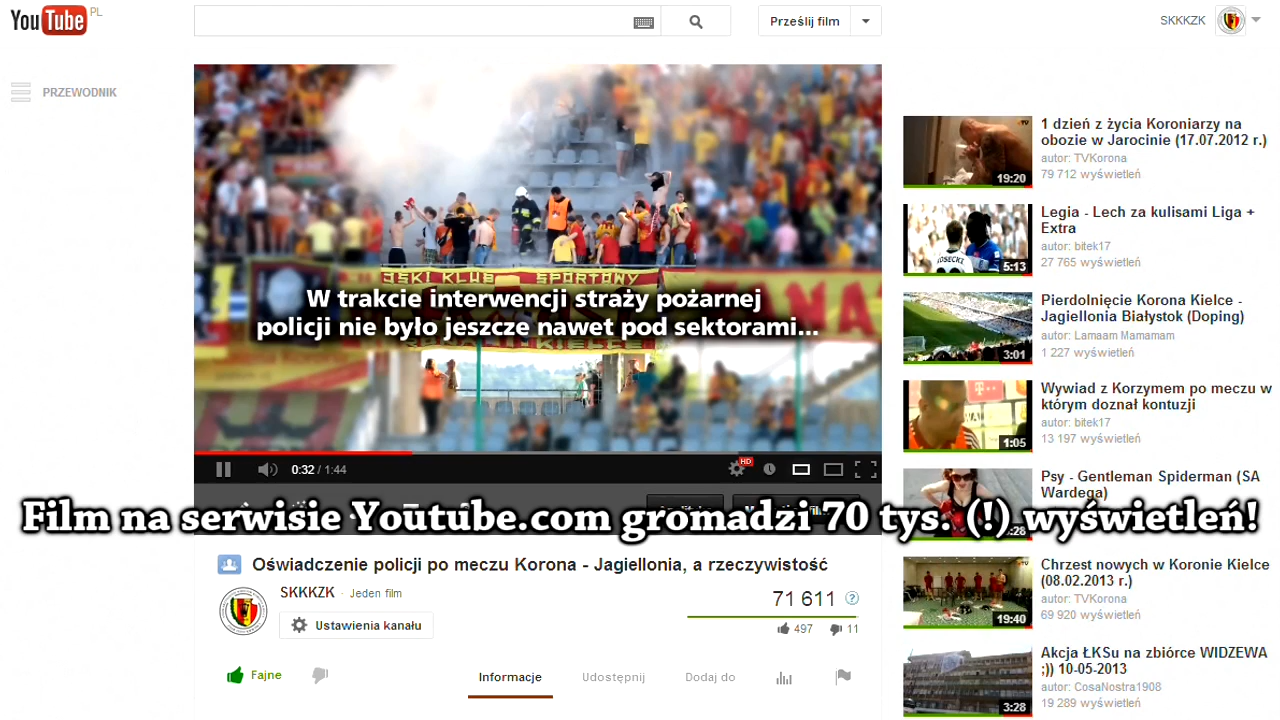 YouTube PL
Prześlij film
SKKKZK
PRZEWODNIK
JSKI KLUB SPORTOWY
W trakcie interwencji straży pożarnej
policji nie było jeszcze nawet pod sektorami...
KIELCE
0:32 / 1:44
HD
Film na serwisie Youtube.com gromadzi 70 tys. (!) wyświetleń!
Oświadczenie policji po meczu Korona - Jagiellonia, a rzeczywistość
SKKKZK · Jeden film
71 611
Ustawienia kanału
497 11
Fajne
Informacje
Udostępnij
Dodaj do
19:20
1 dzień z życia Koroniarzy na
obozie w Jarocinie (17.07.2012 r.)
autor: TVKorona
79 712 wyświetleń
KOSECKI
5:13
Legia - Lech za kulisami Liga +
Extra
autor: bitek17
27 765 wyświetleń
3:01
Pierdolnięcie Korona Kielce -
Jagiellonia Białystok (Doping)
autor: Lamaam Mamamam
1 227 wyświetleń
1:05
Wywiad z Korzymem po meczu w
którym doznał kontuzji
autor: bitek17
13 197 wyświetleń
Psy - Gentleman Spiderman (SA
Wardega)
19:40
Chrzest nowych w Koronie Kielce
(08.02.2013 r.)
autor: TVKorona
69 920 wyświetleń
3:28
Akcja ŁKSu na zbiórce WIDZEWA
;)) 10-05-2013
autor: CosaNostra1908
19 289 wyświetleń